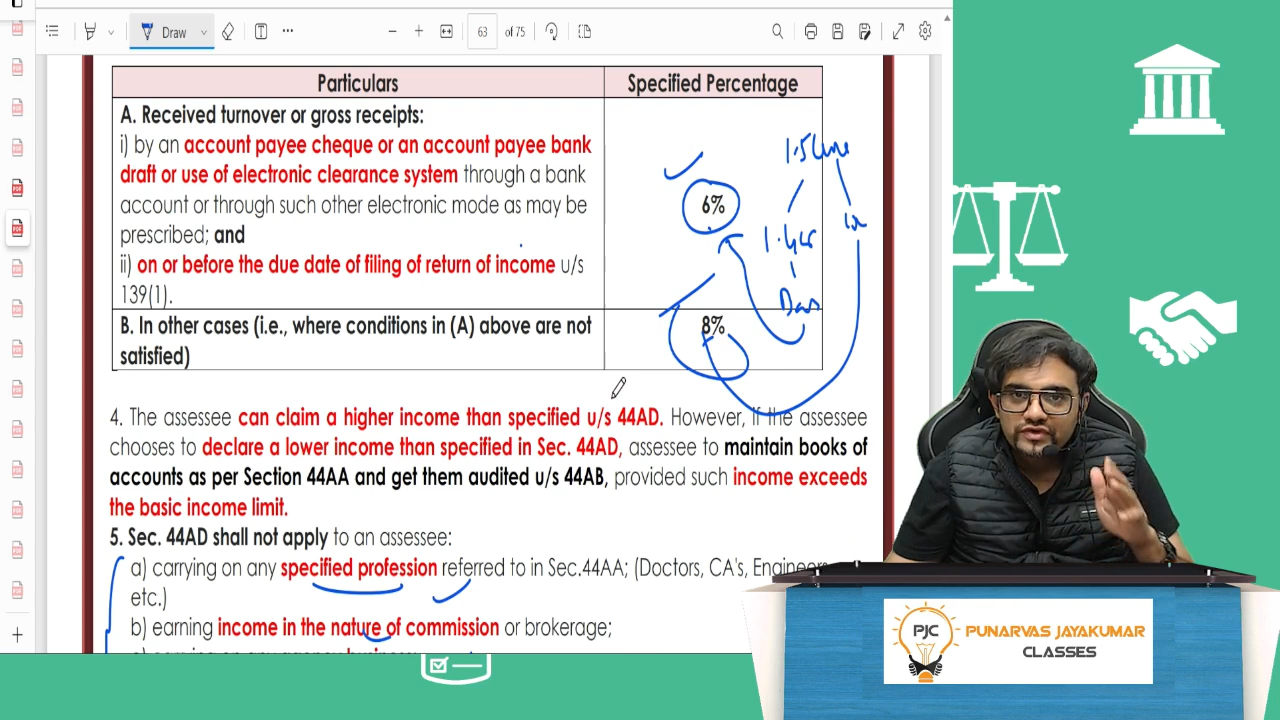 Draw
63 of 75
Particulars
Specified Percentage
A. Received turnover or gross receipts:
i) by an account payee cheque or an account payee bank
draft or use of electronic clearance system through a bank
account or through such other electronic mode as may be
prescribed; and
ii) on or before the due date of filing of return of income u/s
139(1).
6%
B. In other cases (i.e., where conditions in (A) above are not
satisfied)
8%
4. The assessee can claim a higher income than specified u/s 44AD. However, if the assessee
chooses to declare a lower income than specified in Sec. 44AD, assessee to maintain books of
accounts as per Section 44AA and get them audited u/s 44AB, provided such income exceeds
the basic income limit.
5. Sec. 44AD shall not apply to an assessee:
a) carrying on any specified profession referred to in Sec.44AA; (Doctors, CA's, Engineers
etc.)
b) earning income in the nature of commission or brokerage;
PJC
PUNARVAS JAYAKUMAR
CLASSES